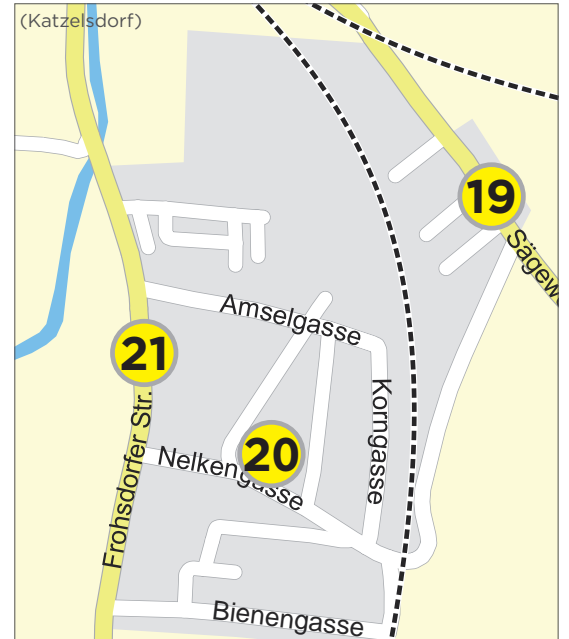 (Katzelsdorf)
19
Sägew
Amselgasse
21
Korngasse
20
Nelkengasse
Frohsdorfer Str.
Bienengasse